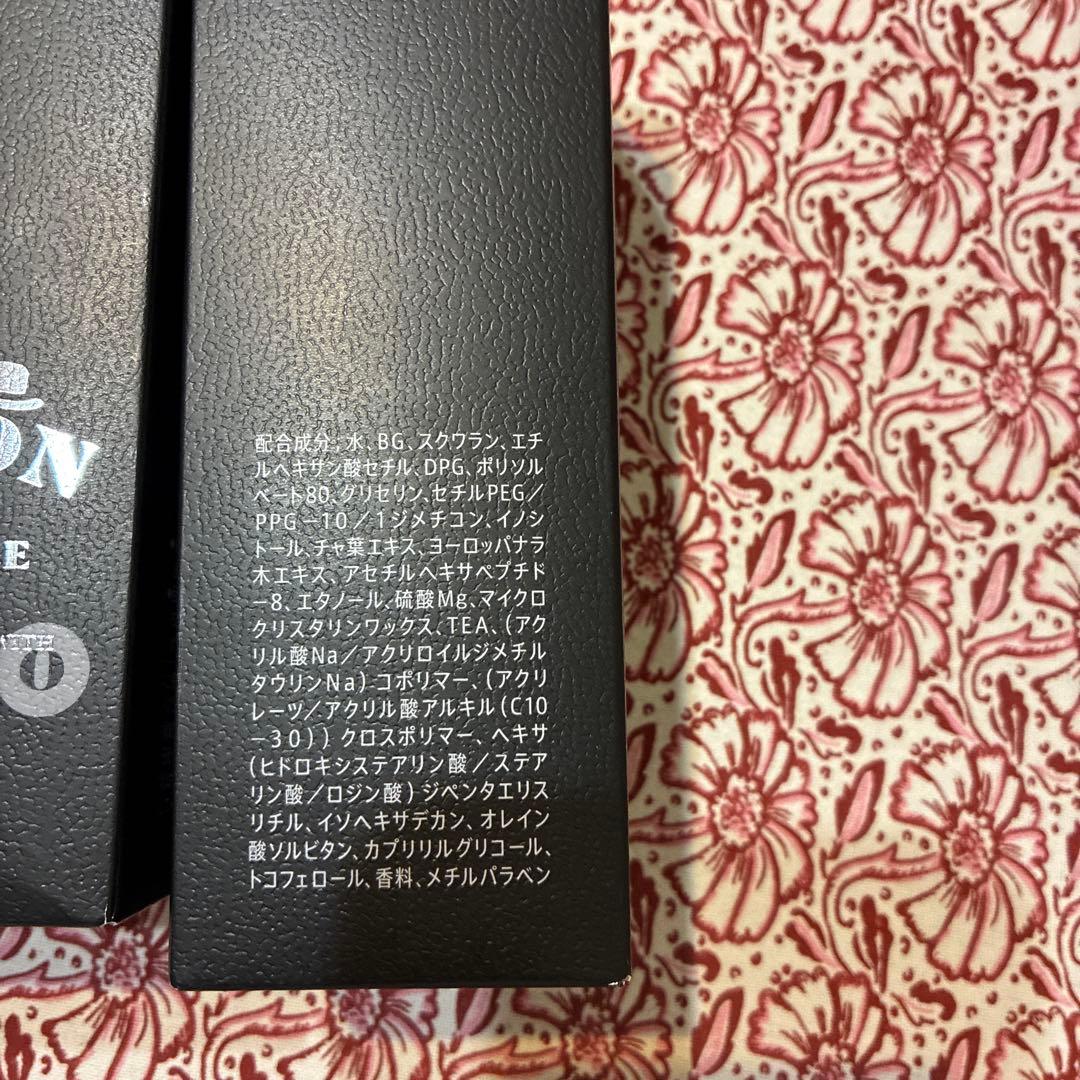 ON
E
WITH
O
配合成分、水、BG、スクワラン、エチ
ルヘキサン酸セチル、DPG、ポリソル
ベート80、グリセリン、セチルPEG／
PPG－10／1ジメチコン、イノシ
トール、チャ葉エキス、ヨーロッパナラ
木エキス、アセチルヘキサペプチド
－8、エタノール、硫酸Mg、マイクロ
クリスタリンワックス、TEA、（アク
リル酸Na／アクリロイルジメチル
タウリンNa）コポリマー、（アクリ
レーツ／アクリル酸アルキル（C10
－30））クロスポリマー、ヘキサ
（ヒドロキシステアリン酸／ステア
リン酸／ロジン酸）ジペンタエリス
リチル、イソヘキサデカン、オレイン
酸ソルビタン、カプリリルグリコール、
トコフェロール、香料、メチルパラベン